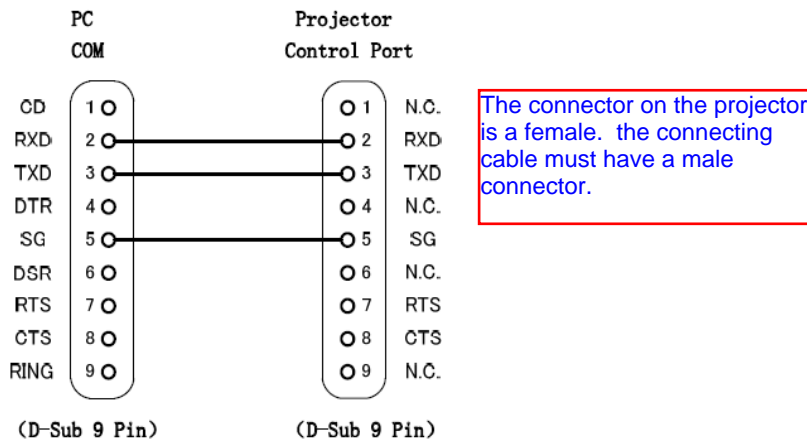 PC Projector
COM Control Port
CD 1 1 N.C.
RXD 2 2 RXD
TXD 3 3 TXD
DTR 4 4 N.C.
SG 5 5 SG
DSR 6 6 N.C.
RTS 7 7 RTS
CTS 8 8 CTS
RING 9 9 N.C.
(D-Sub 9 Pin) (D-Sub 9 Pin)
The connector on the projector
is a female. the connecting
cable must have a male
connector.